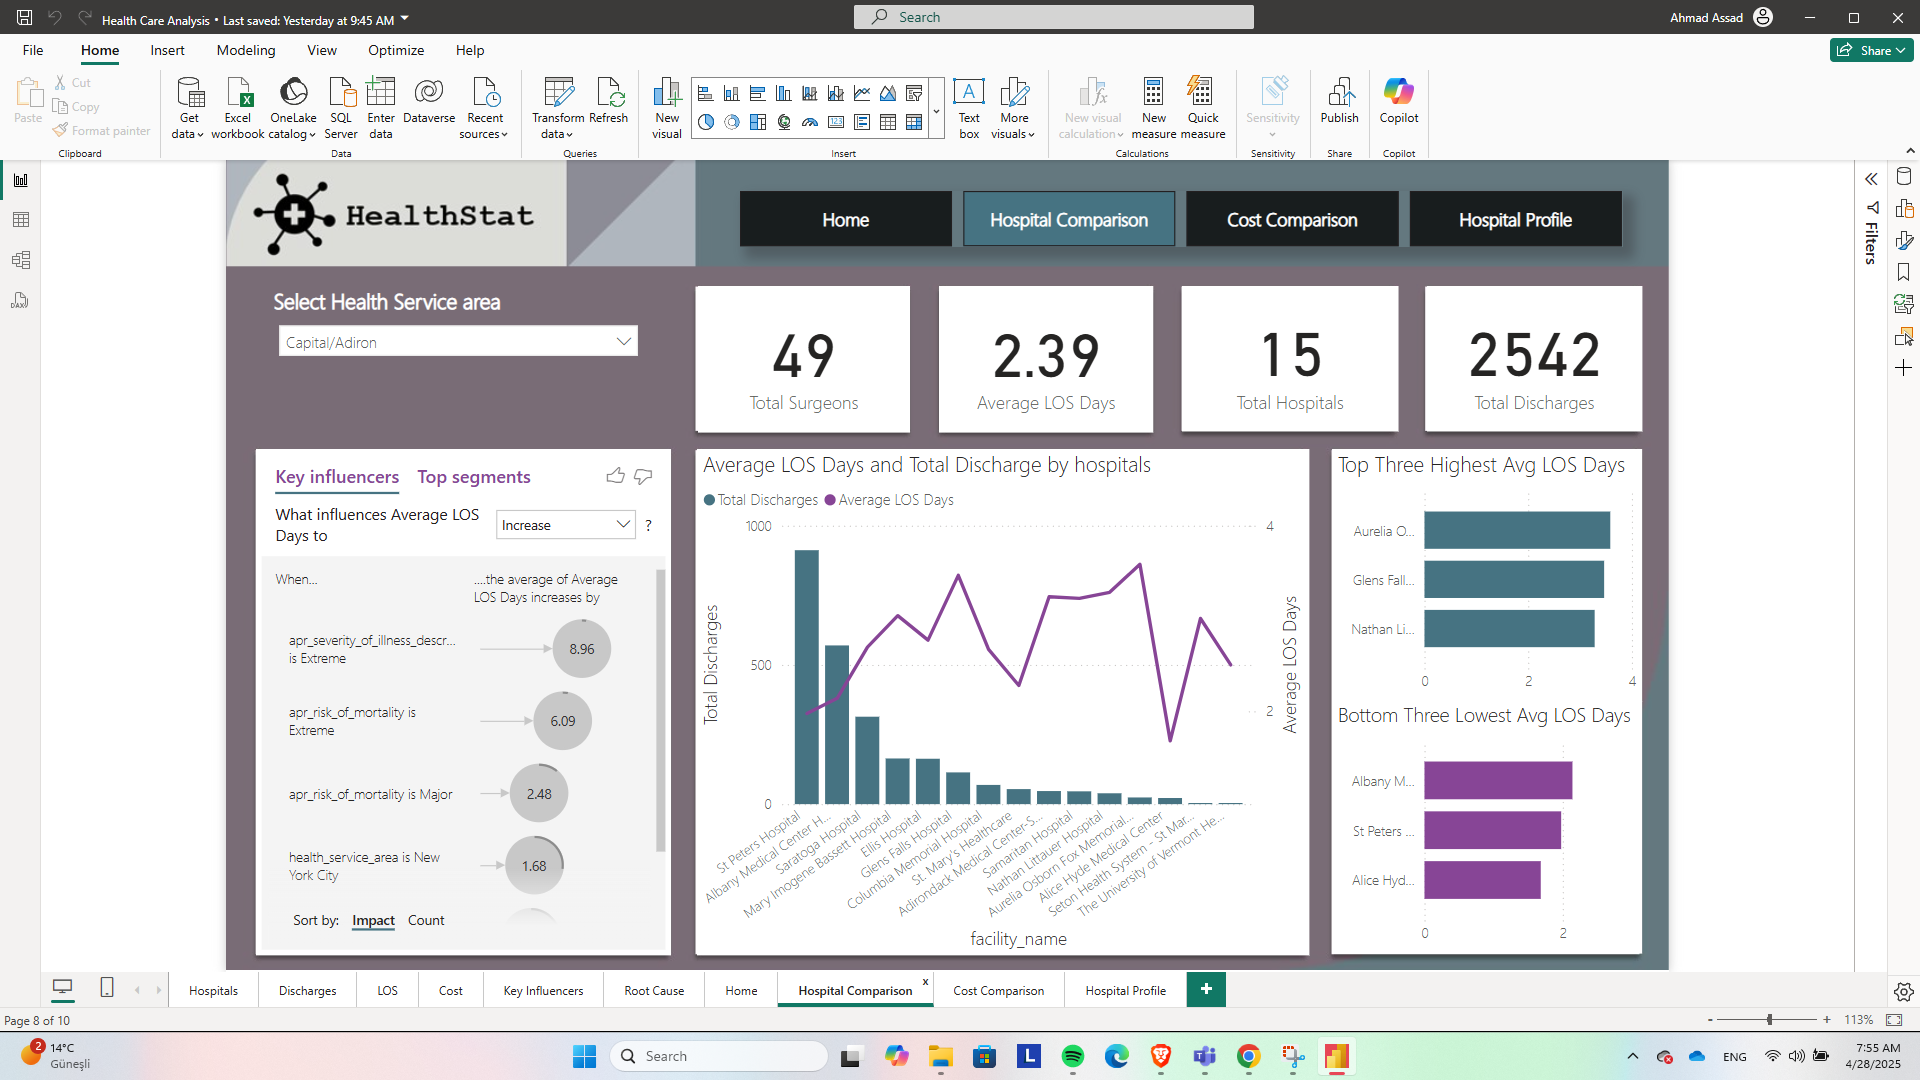 Health Care Analysis • Last saved: Yesterday at 9:45 AM
Search
Ahmad Assad
File Home Insert Modeling View Optimize Help
Share
Paste
Cut
Copy
Format painter
Clipboard
Get data
Excel workbook
OneLake catalog
SQL Server
Enter data
Dataverse
Recent sources
Data
Transform data
Refresh
Queries
New visual
Text box
More visuals
Insert
New visual calculation
New measure
Quick measure
Calculations
Sensitivity
Sensitivity
Publish
Share
Copilot
Copilot
HealthStat
Home
Hospital Comparison
Cost Comparison
Hospital Profile
Filters
Select Health Service area
Capital/Adiron
49
Total Surgeons
2.39
Average LOS Days
15
Total Hospitals
2542
Total Discharges
Key influencers Top segments
What influences Average LOS
Days to
Increase
?
When...
....the average of Average
LOS Days increases by
apr_severity_of_illness_descr...
is Extreme
8.96
apr_risk_of_mortality is
Extreme
6.09
apr_risk_of_mortality is Major
2.48
health_service_area is New
York City
1.68
Sort by: Impact Count
Average LOS Days and Total Discharge by hospitals
Total Discharges Average LOS Days
1000
500
0
4
2
Total Discharges
Average LOS Days
St Peters Hospital
Albany Medical Center H...
Saratoga Hospital
Mary Imogene Bassett Hospital
Ellis Hospital
Glens Falls Hospital
Columbia Memorial Hospital
St. Mary's Healthcare
Adirondack Medical Center-S...
Samaritan Hospital
Nathan Littauer Hospital
Aurelia Osborn Fox Memorial...
Alice Hyde Medical Center
Seton Health System - St Mar...
The University of Vermont He...
facility_name
Top Three Highest Avg LOS Days
Aurelia O...
Glens Fall...
Nathan Li...
0 2 4
Bottom Three Lowest Avg LOS Days
Albany M...
St Peters ...
Alice Hyd...
0 2
Hospitals
Discharges
LOS
Cost
Key Influencers
Root Cause
Home
Hospital Comparison
x
Cost Comparison
Hospital Profile
+
Page 8 of 10
- + 113%
2
14°C
Güneşli
Search
L
ENG
7:55 AM
4/28/2025